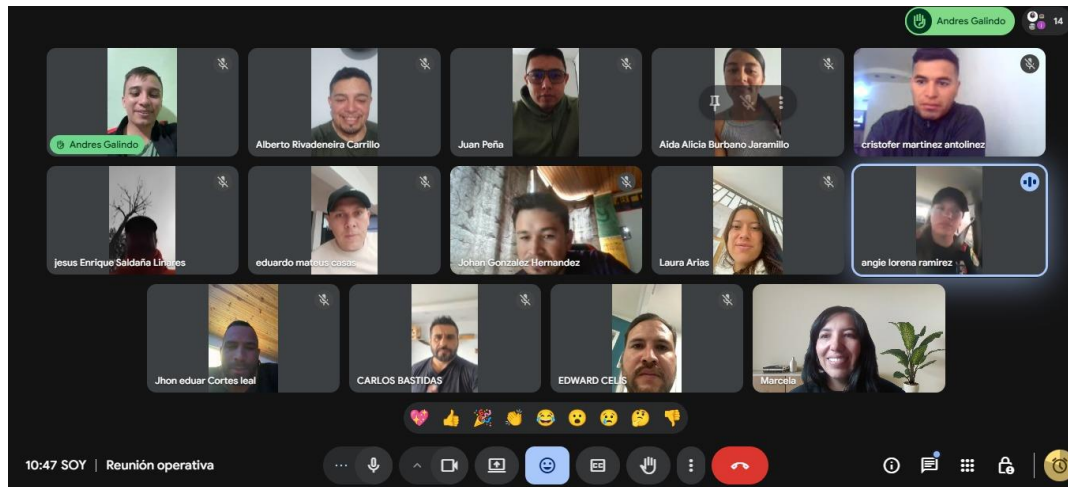 Andres Galindo
14
Andres Galindo
Alberto Rivadeneira Carrillo
Juan Peña
Aida Alicia Burbano Jaramillo
cristofer martinez antolinez
jesus Enrique Saldaña Linares
eduardo mateus casas
Johan Gonzalez Hernandez
Laura Arias
angie lorena ramirez
Jhon eduar Cortes leal
CARLOS BASTIDAS
EDWARD CELIS
Marcela
10:47 SOY | Reunión operativa
CC